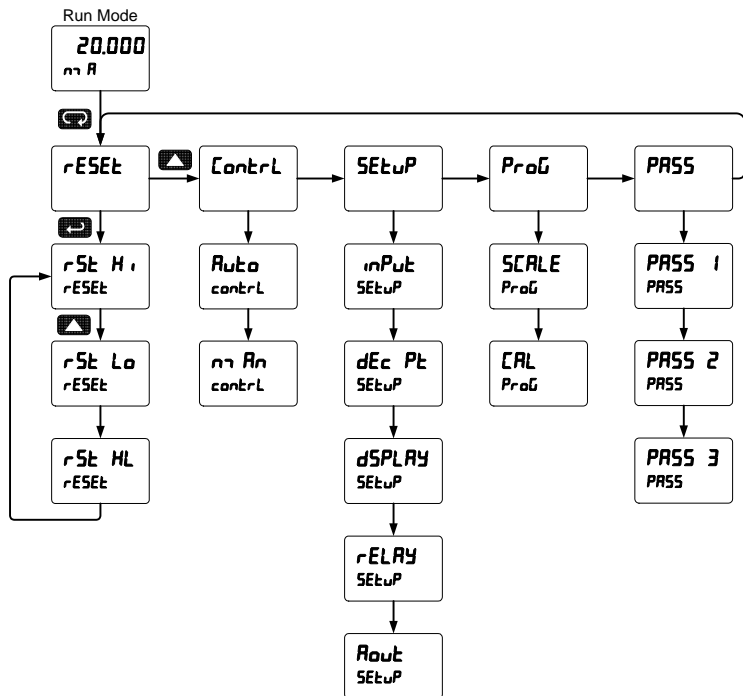 Run Mode
20.000
mA
rESEt
ContrL
SEtuP
ProG
PASS
rSt Hi
rESEt
Auto
contrL
inPut
SEtuP
SCALE
ProG
PASS 1
PASS
rSt Lo
rESEt
mAn
contrL
dEc Pt
SEtuP
CAL
ProG
PASS 2
PASS
rSt HL
rESEt
dSPLAY
SEtuP
PASS 3
PASS
rELAY
SEtuP
Aout
SEtuP